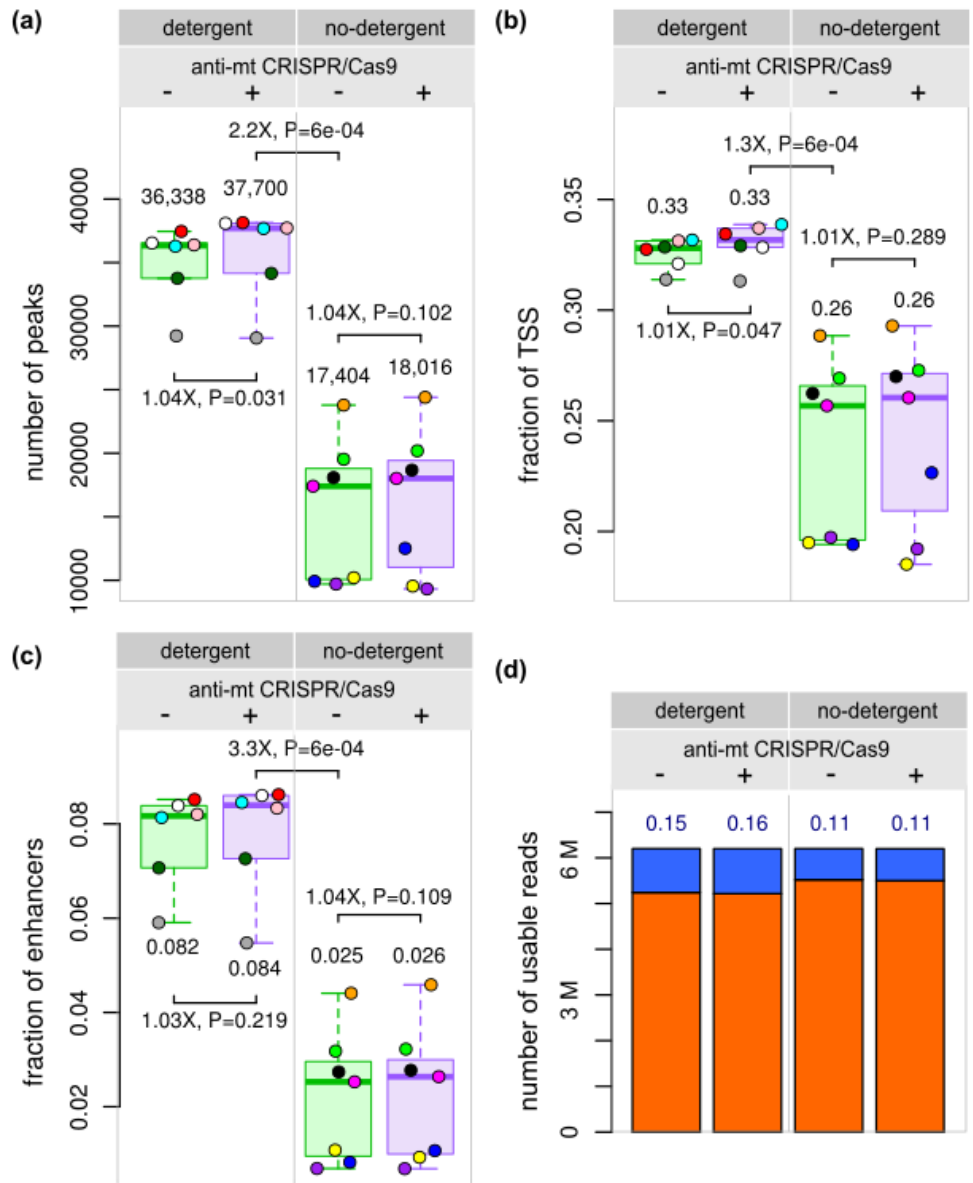 (a)
detergent no-detergent
anti-mt CRISPR/Cas9
- + - +
2.2X, P=6e-04
36,338 37,700
1.04X, P=0.031
1.04X, P=0.102
17,404 18,016
number of peaks
40000
30000
20000
10000
(b)
detergent no-detergent
anti-mt CRISPR/Cas9
- + - +
1.3X, P=6e-04
0.33 0.33
1.01X, P=0.047
1.01X, P=0.289
0.26 0.26
fraction of TSS
0.35
0.30
0.25
0.20
(c)
detergent no-detergent
anti-mt CRISPR/Cas9
- + - +
3.3X, P=6e-04
0.082 0.084
1.03X, P=0.219
1.04X, P=0.109
0.025 0.026
fraction of enhancers
0.08
0.06
0.04
0.02
(d)
detergent no-detergent
anti-mt CRISPR/Cas9
- + - +
0.15 0.16 0.11 0.11
number of usable reads
6 M
3 M
0